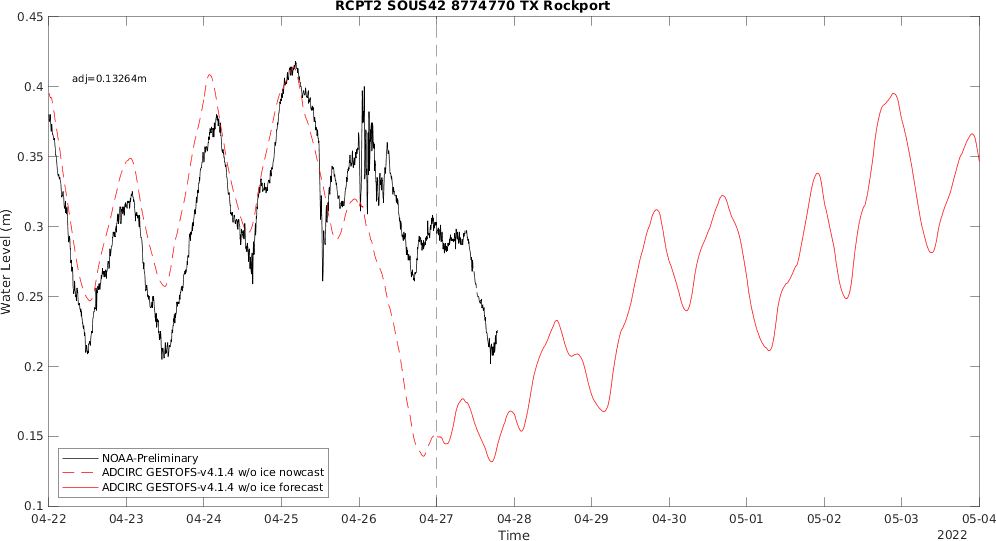 RCPT2 SOUS42 8774770 TX Rockport
0.45
adj=0.13264m
0.4
0.35
0.3
0.25
0.2
0.15
0.1
Water Level (m)
NOAA-Preliminary
ADCIRC GESTOFS-v4.1.4 w/o ice nowcast
ADCIRC GESTOFS-v4.1.4 w/o ice forecast
04-22 04-23 04-24 04-25 04-26 04-27 04-28 04-29 04-30 05-01 05-02 05-03 05-04
Time
2022